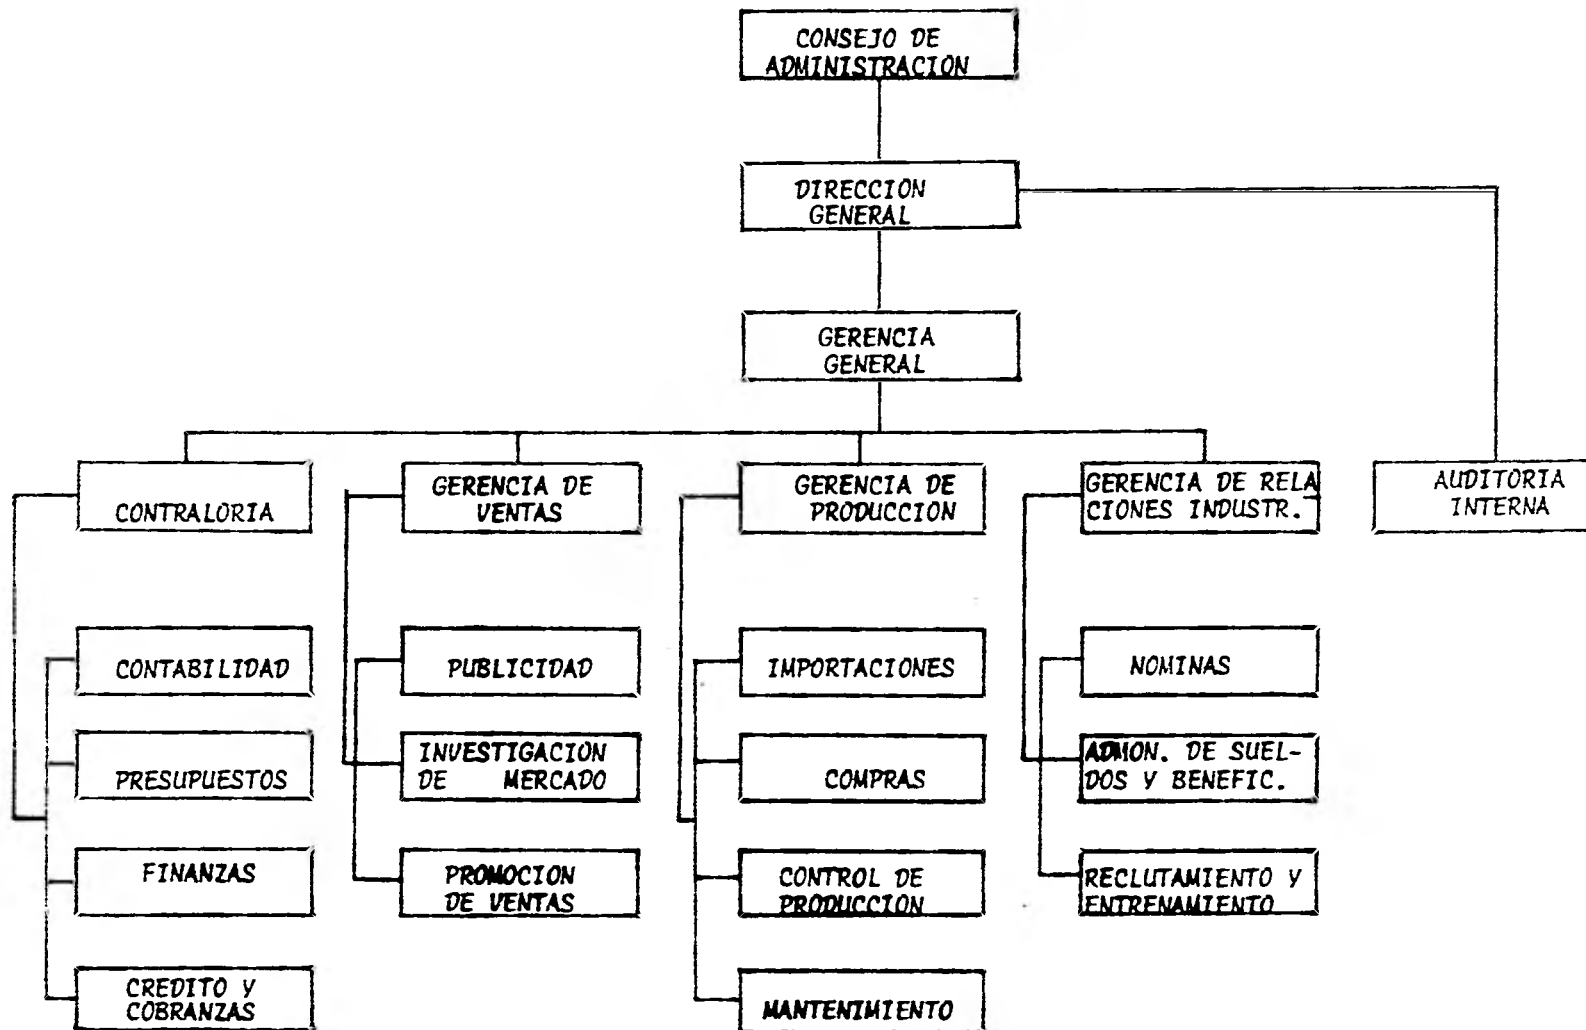 CONSEJO DE
ADMINISTRACION
DIRECCION
GENERAL
GERENCIA
GENERAL
CONTRALORIA
GERENCIA DE
VENTAS
GERENCIA DE
PRODUCCION
GERENCIA DE RELA
CIONES INDUSTR.
AUDITORIA
INTERNA
CONTABILIDAD
PUBLICIDAD
IMPORTACIONES
NOMINAS
PRESUPUESTOS
INVESTIGACION
DE MERCADO
COMPRAS
ADMON. DE SUEL-
DOS Y BENEFIC.
FINANZAS
PROMOCION
DE VENTAS
CONTROL DE
PRODUCCION
RECLUTAMIENTO Y
ENTRENAMIENTO
CREDITO Y
COBRANZAS
MANTENIMIENTO